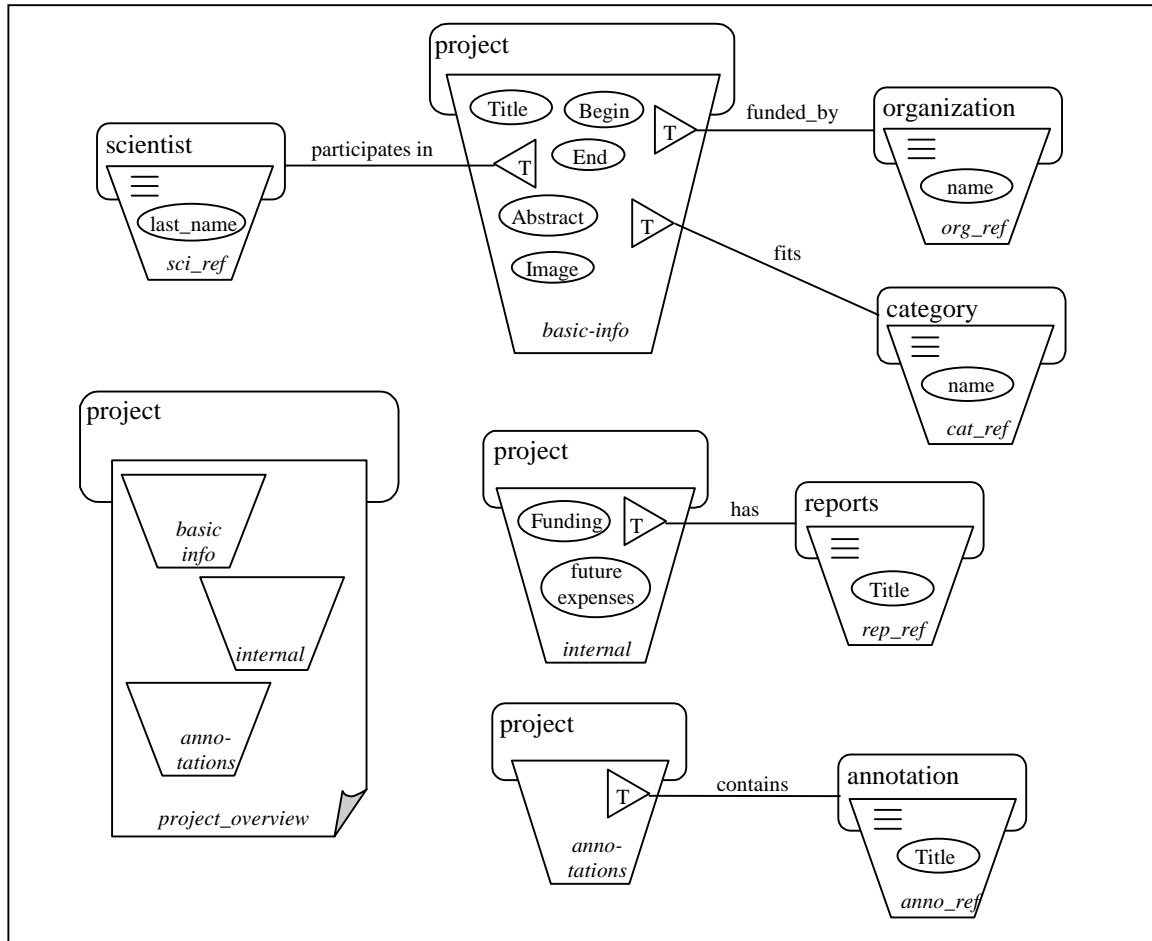 project
Title
Begin
T
funded_by
organization
scientist
participates in
T
End
name
last_name
Abstract
T
org_ref
sci_ref
fits
Image
category
basic-info
name
cat_ref
project
project
basic
info
Funding
T
has
reports
future
expenses
Title
internal
internal
rep_ref
anno-
tations
project
T
contains
annotation
project_overview
anno-
tations
Title
anno_ref